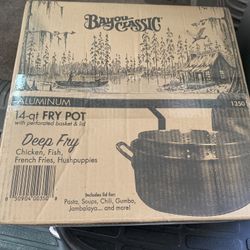 BAYOU CLASSIC
ALUMINUM
1350
14-qt FRY POT
with perforated basket & lid
Deep Fry
Chicken, Fish,
French Fries, Hushpuppies
Includes lid for:
Pasta, Soups, Chili, Gumbo,
Jambalaya... and more!